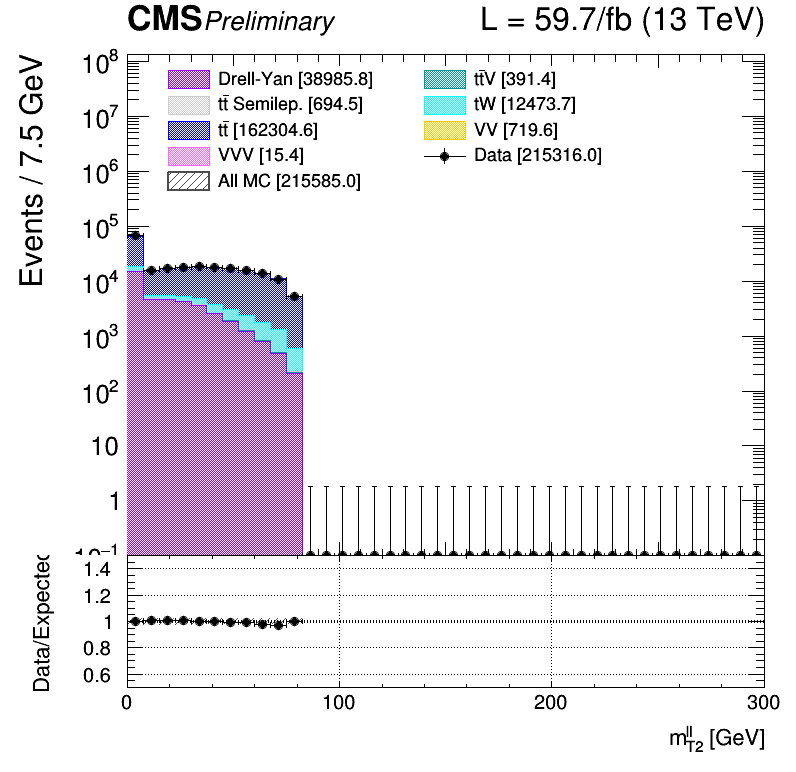 CMS Preliminary L = 59.7/fb (13 TeV)
Events / 7.5 GeV
10⁸
10⁷
10⁶
10⁵
10⁴
10³
10²
10
1
10⁻¹
Drell-Yan [38985.8]
tt̄ Semilep. [694.5]
tt̄ [162304.6]
VVV [15.4]
All MC [215585.0]
tt̄V [391.4]
tW [12473.7]
VV [719.6]
Data [215316.0]
Data/Expected
1.4
1.2
1
0.8
0.6
0 100 200 300
m_T2^ll [GeV]